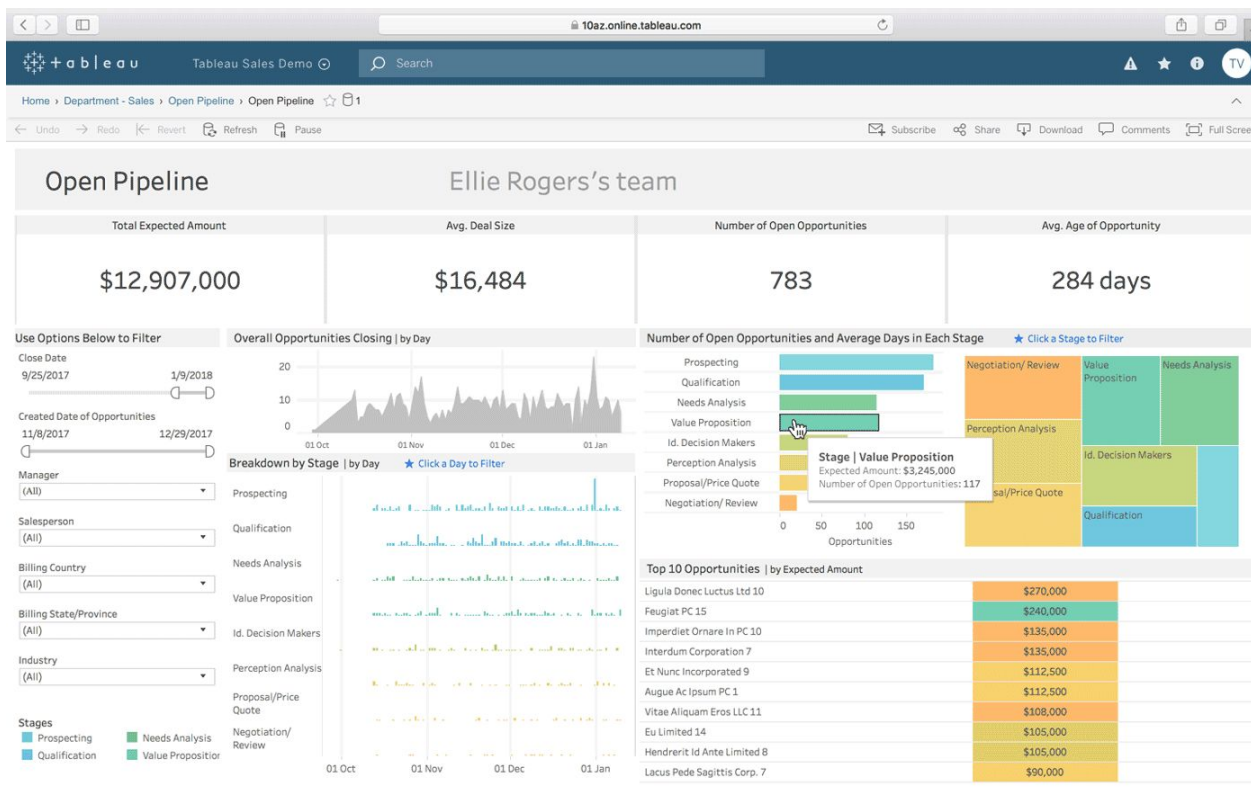 10az.online.tableau.com
+ableau
Tableau Sales Demo
Search
TV
Home › Department - Sales › Open Pipeline › Open Pipeline 1
Undo Redo Revert Refresh Pause
Subscribe Share Download Comments Full Scree
Open Pipeline
Ellie Rogers's team
Total Expected Amount
$12,907,000
Avg. Deal Size
$16,484
Number of Open Opportunities
783
Avg. Age of Opportunity
284 days
Use Options Below to Filter
Close Date
9/25/2017 1/9/2018
Created Date of Opportunities
11/8/2017 12/29/2017
Manager
(All)
Salesperson
(All)
Billing Country
(All)
Billing State/Province
(All)
Industry
(All)
Stages
Prospecting
Needs Analysis
Qualification
Value Proposition
Overall Opportunities Closing | by Day
20
10
0
01 Oct 01 Nov 01 Dec 01 Jan
Breakdown by Stage | by Day
Click a Day to Filter
Prospecting
Qualification
Needs Analysis
Value Proposition
Id. Decision Makers
Perception Analysis
Proposal/Price
Quote
Negotiation/
Review
01 Oct 01 Nov 01 Dec 01 Jan
Number of Open Opportunities and Average Days in Each Stage
Click a Stage to Filter
Prospecting
Qualification
Needs Analysis
Value Proposition
Id. Decision Makers
Perception Analysis
Proposal/Price Quote
Negotiation/ Review
0 50 100 150
Opportunities
Stage | Value Proposition
Expected Amount: $3,245,000
Number of Open Opportunities: 117
Negotiation/ Review
Value
Proposition
Needs Analysis
Perception Analysis
Id. Decision Makers
sal/Price Quote
Qualification
Top 10 Opportunities | by Expected Amount
Ligula Donec Luctus Ltd 10 $270,000
Feugiat PC 15 $240,000
Imperdiet Ornare In PC 10 $135,000
Interdum Corporation 7 $135,000
Et Nunc Incorporated 9 $112,500
Augue Ac Ipsum PC 1 $112,500
Vitae Aliquam Eros LLC 11 $108,000
Eu Limited 14 $105,000
Hendrerit Id Ante Limited 8 $105,000
Lacus Pede Sagittis Corp. 7 $90,000